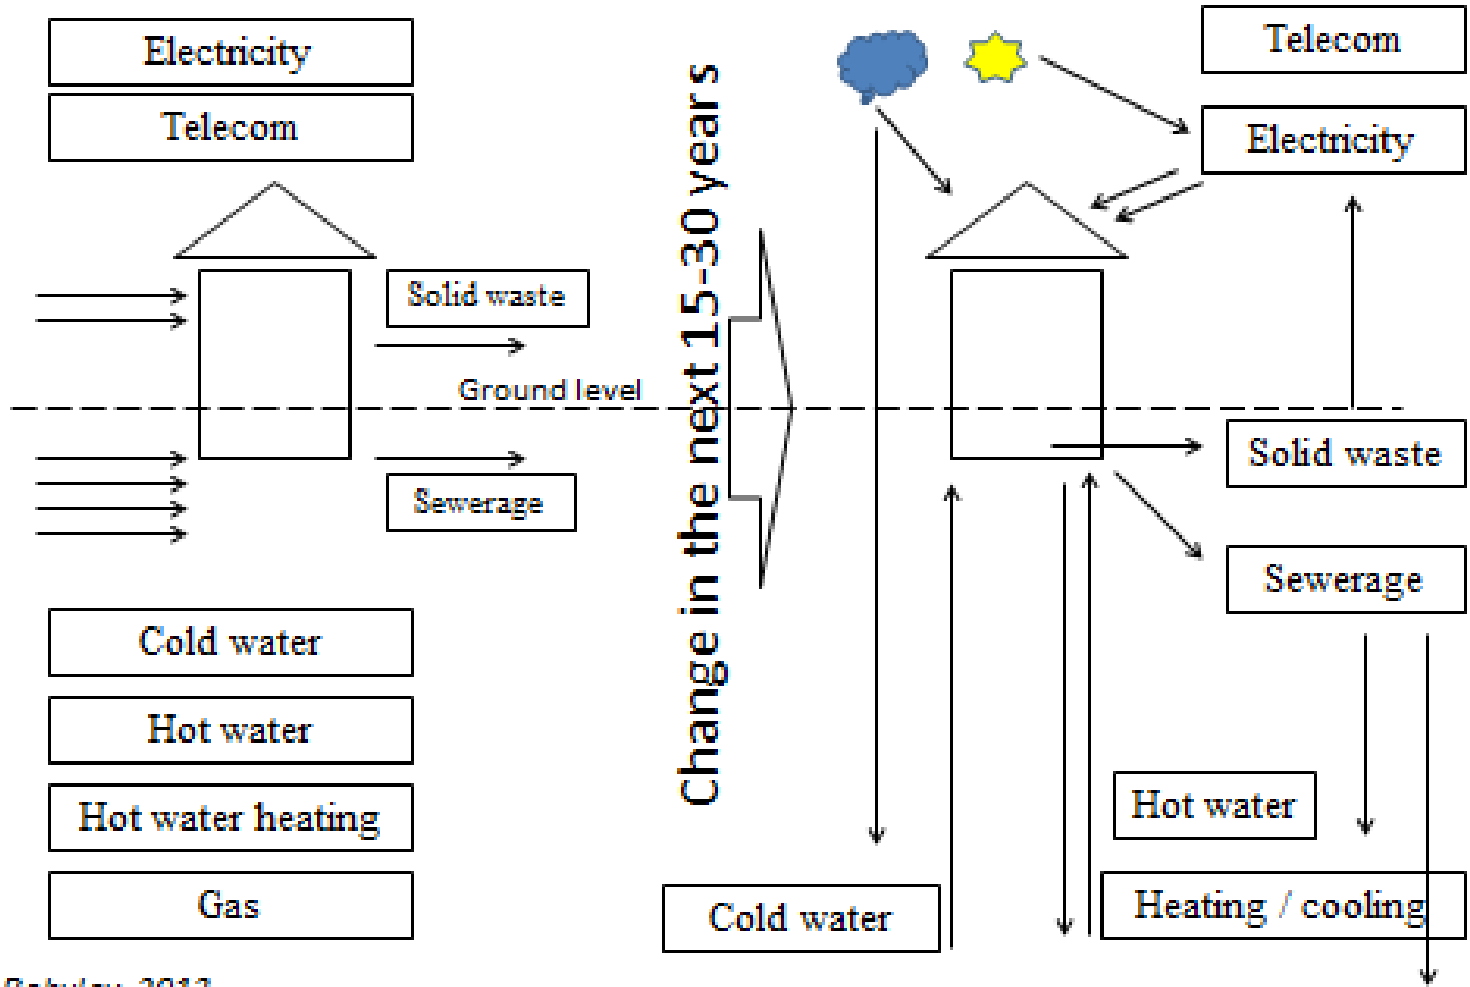 Electricity
Telecom
Solid waste
Ground level
Sewerage
Cold water
Hot water
Hot water heating
Gas
Change in the next 15-30 years
Telecom
Electricity
Solid waste
Sewerage
Hot water
Heating / cooling
Cold water